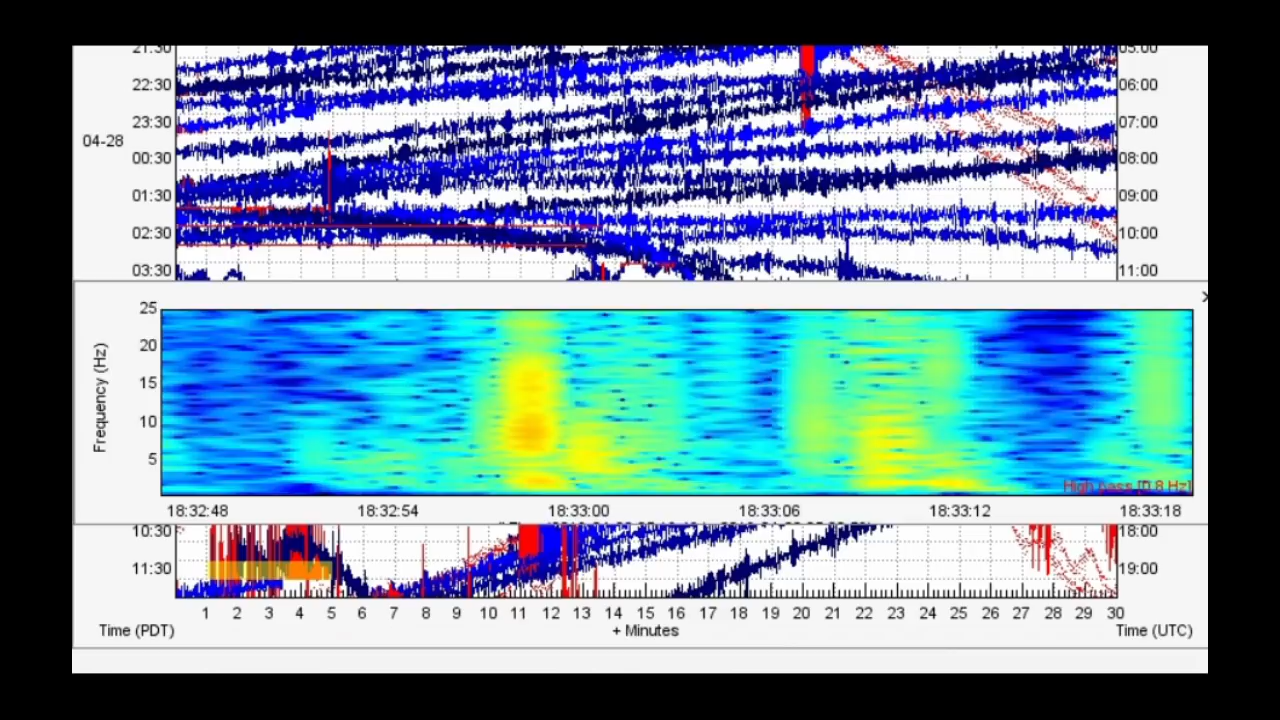 21:30 05:00
22:30 06:00
23:30 07:00
04-28
00:30 08:00
01:30 09:00
02:30 10:00
03:30 11:00
x
25
20
15
10
5
Frequency (Hz)
High pass [0.8 Hz]
18:32:48 18:32:54 18:33:00 18:33:06 18:33:12 18:33:18
10:30 18:00
11:30 19:00
1 2 3 4 5 6 7 8 9 10 11 12 13 14 15 16 17 18 19 20 21 22 23 24 25 26 27 28 29 30
Time (PDT) + Minutes Time (UTC)